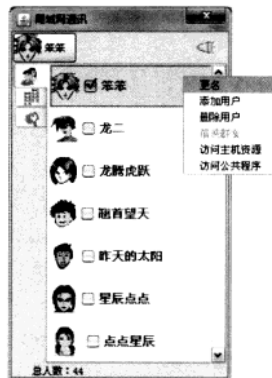 局域网通讯
笨笨
笨笨
更名
添加用户
删除用户
访问主机资源
访问公共程序
龙二
龙腾虎跃
翘首望天
昨天的太阳
星辰点点
点点星辰
总人数：44